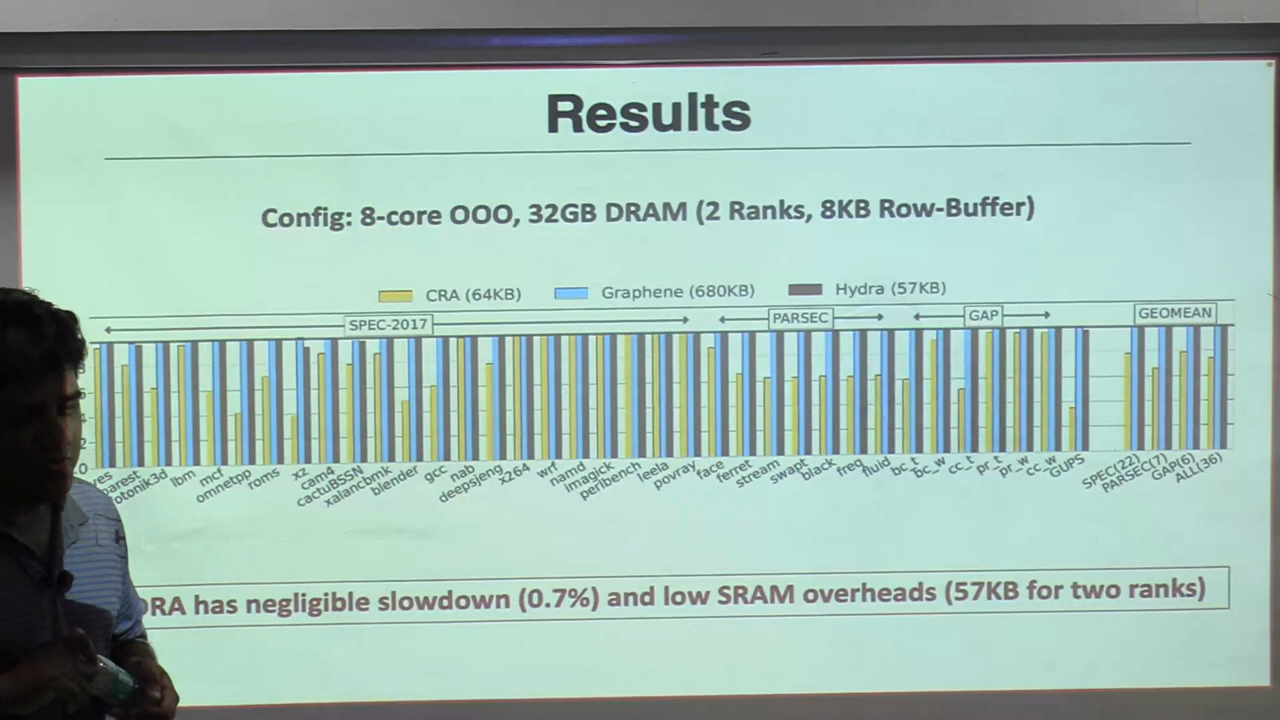 Results
Config: 8-core OOO, 32GB DRAM (2 Ranks, 8KB Row-Buffer)
CRA (64KB) Graphene (680KB) Hydra (57KB)
SPEC-2017 PARSEC GAP GEOMEAN
lbm mcf omnetpp roms xz cam4 cactuBSSN xalancbmk blender gcc nab deepsjeng x264 wrf namd imagick perlbench leela povray face ferret stream swapt black freq fluid bc_t bc_w cc_t pr_t pr_w cc_w GUPS SPEC(22) PARSEC(7) GAP(6) ALL(36)
DRA has negligible slowdown (0.7%) and low SRAM overheads (57KB for two ranks)